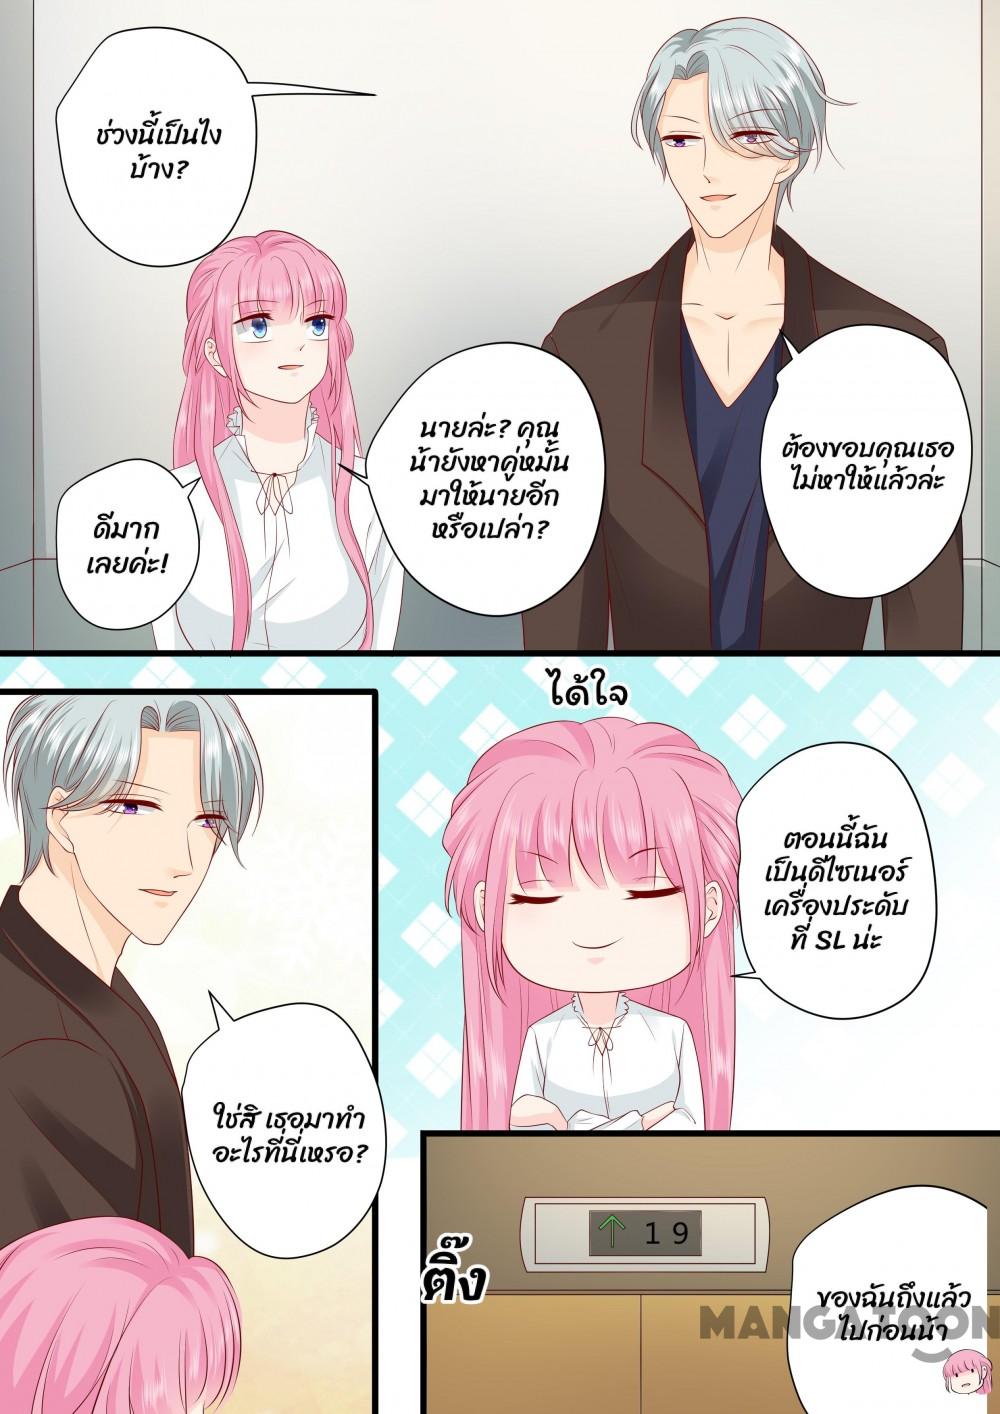 ช่วงนี้เป็นไง
บ้าง?
ดีมาก
เลยค่ะ!
นายล่ะ? คุณ
น้ายังหาคู่หมั้น
มาให้นายอีก
หรือเปล่า?
ต้องขอบคุณเธอ
ไม่หาให้แล้วล่ะ
ใช่สิ เธอมาทำ
อะไรที่นี่เหรอ?
ได้ใจ
ตอนนี้ฉัน
เป็นดีไซเนอร์
เครื่องประดับ
ที่ SL น่ะ
19
ติ๊ง
ของฉันถึงแล้ว
ไปก่อนน้า
MANGATOON